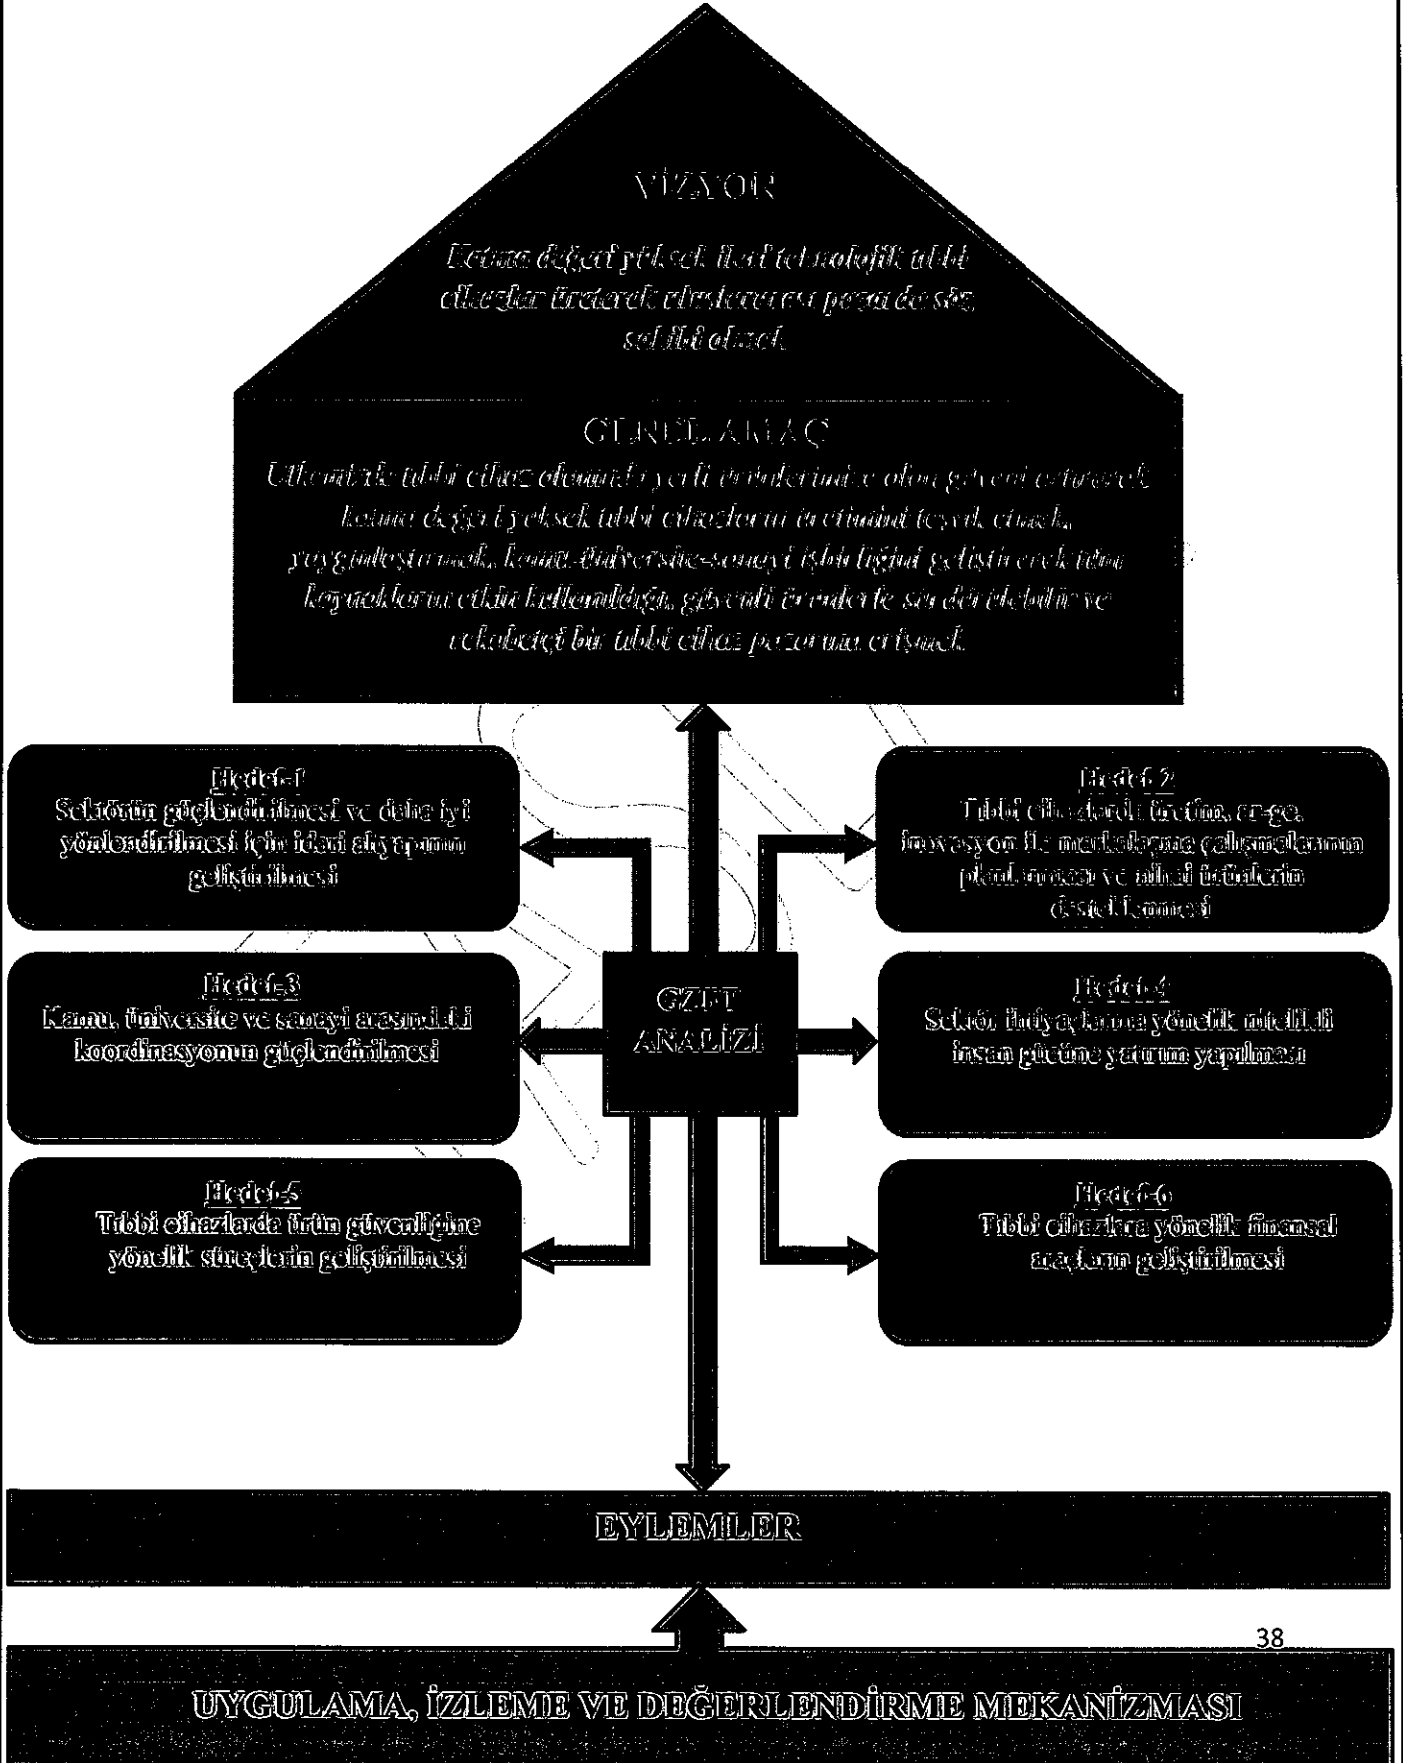 VİZYON
Katma değeri yüksek ileri teknolojik tıbbi
cihazlar üreterek uluslararası pazarda söz
sahibi olmak
GENEL AMAÇ
Ülkemizde tıbbi cihaz alanında yerli ürünlerimize olan güveni artırarak
katma değeri yüksek tıbbi cihazların üretimini teşvik etmek,
yaygınlaştırmak, kamu-üniversite-sanayi işbirliğini geliştirerek tüm
kaynakların etkin kullanıldığı, güvenli ürünlerle sürdürülebilir ve
rekabetçi bir tıbbi cihaz pazarına erişmek
Hedef-1
Sektörün güçlendirilmesi ve daha iyi
yönlendirilmesi için idari altyapının
geliştirilmesi
Hedef-2
Tıbbi cihazlarda üretim, ar-ge,
inovasyon ile markalaşma çalışmalarının
planlanması ve nihai ürünlerin
desteklenmesi
Hedef-3
Kamu, üniversite ve sanayi arasındaki
koordinasyonun güçlendirilmesi
GZFT
ANALİZİ
Hedef-4
Sektör ihtiyaçlarına yönelik nitelikli
insan gücüne yatırım yapılması
Hedef-5
Tıbbi cihazlarda ürün güvenliğine
yönelik süreçlerin geliştirilmesi
Hedef-6
Tıbbi cihazlara yönelik finansal
araçların geliştirilmesi
EYLEMLER
38
UYGULAMA, İZLEME VE DEĞERLENDİRME MEKANİZMASI